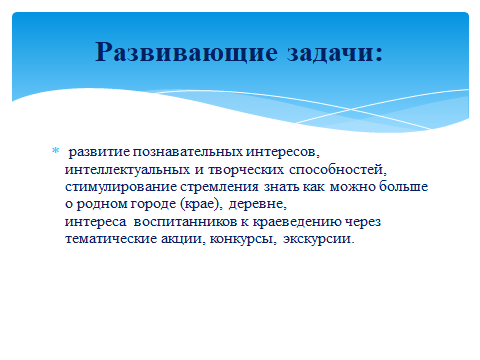 Развивающие задачи:
* развитие познавательных интересов,
интеллектуальных и творческих способностей,
стимулирование стремления знать как можно больше
о родном городе (крае), деревне,
интереса воспитанников к краеведению через
тематические акции, конкурсы, экскурсии.